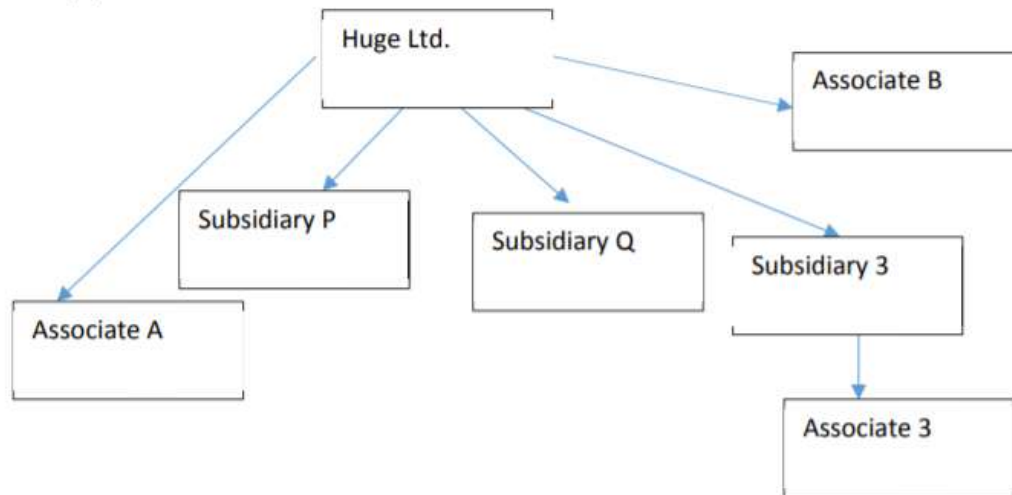 Huge Ltd.
Associate B
Subsidiary P
Subsidiary Q
Subsidiary 3
Associate A
Associate 3